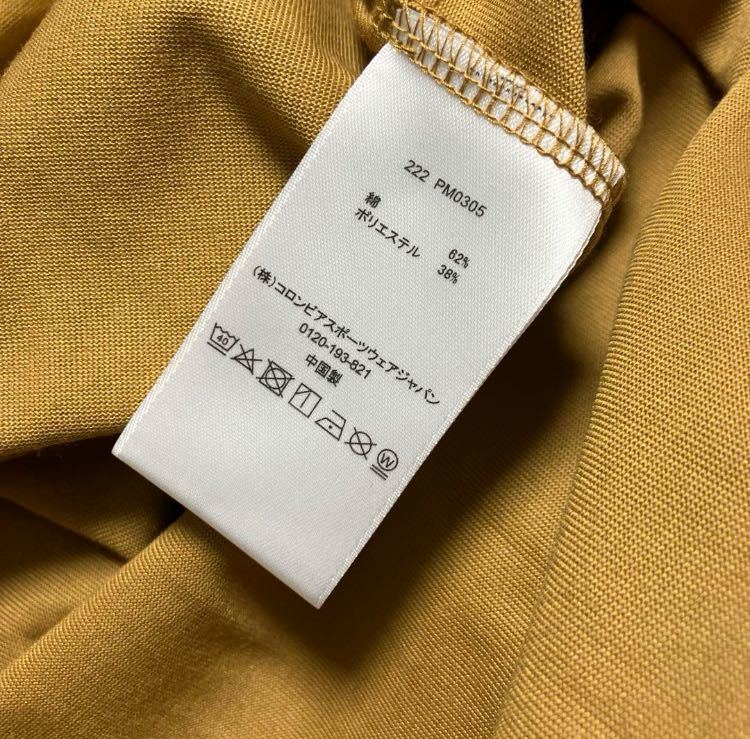 222 PM0305
綿 62%
ポリエステル 38%
(株)コロンビアスポーツウェアジャパン
0120-193-821
中国製
40 W